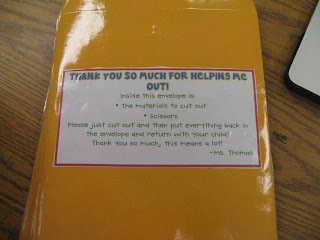 THANK YOU SO MUCH FOR HELPING ME
OUT!
Inside this envelope is:
• The materials to cut out
• Scissors
Please just cut out and then put everything back in
the envelope and return with your child!
Thank you so much, this means a lot!
~Ms. Thomas